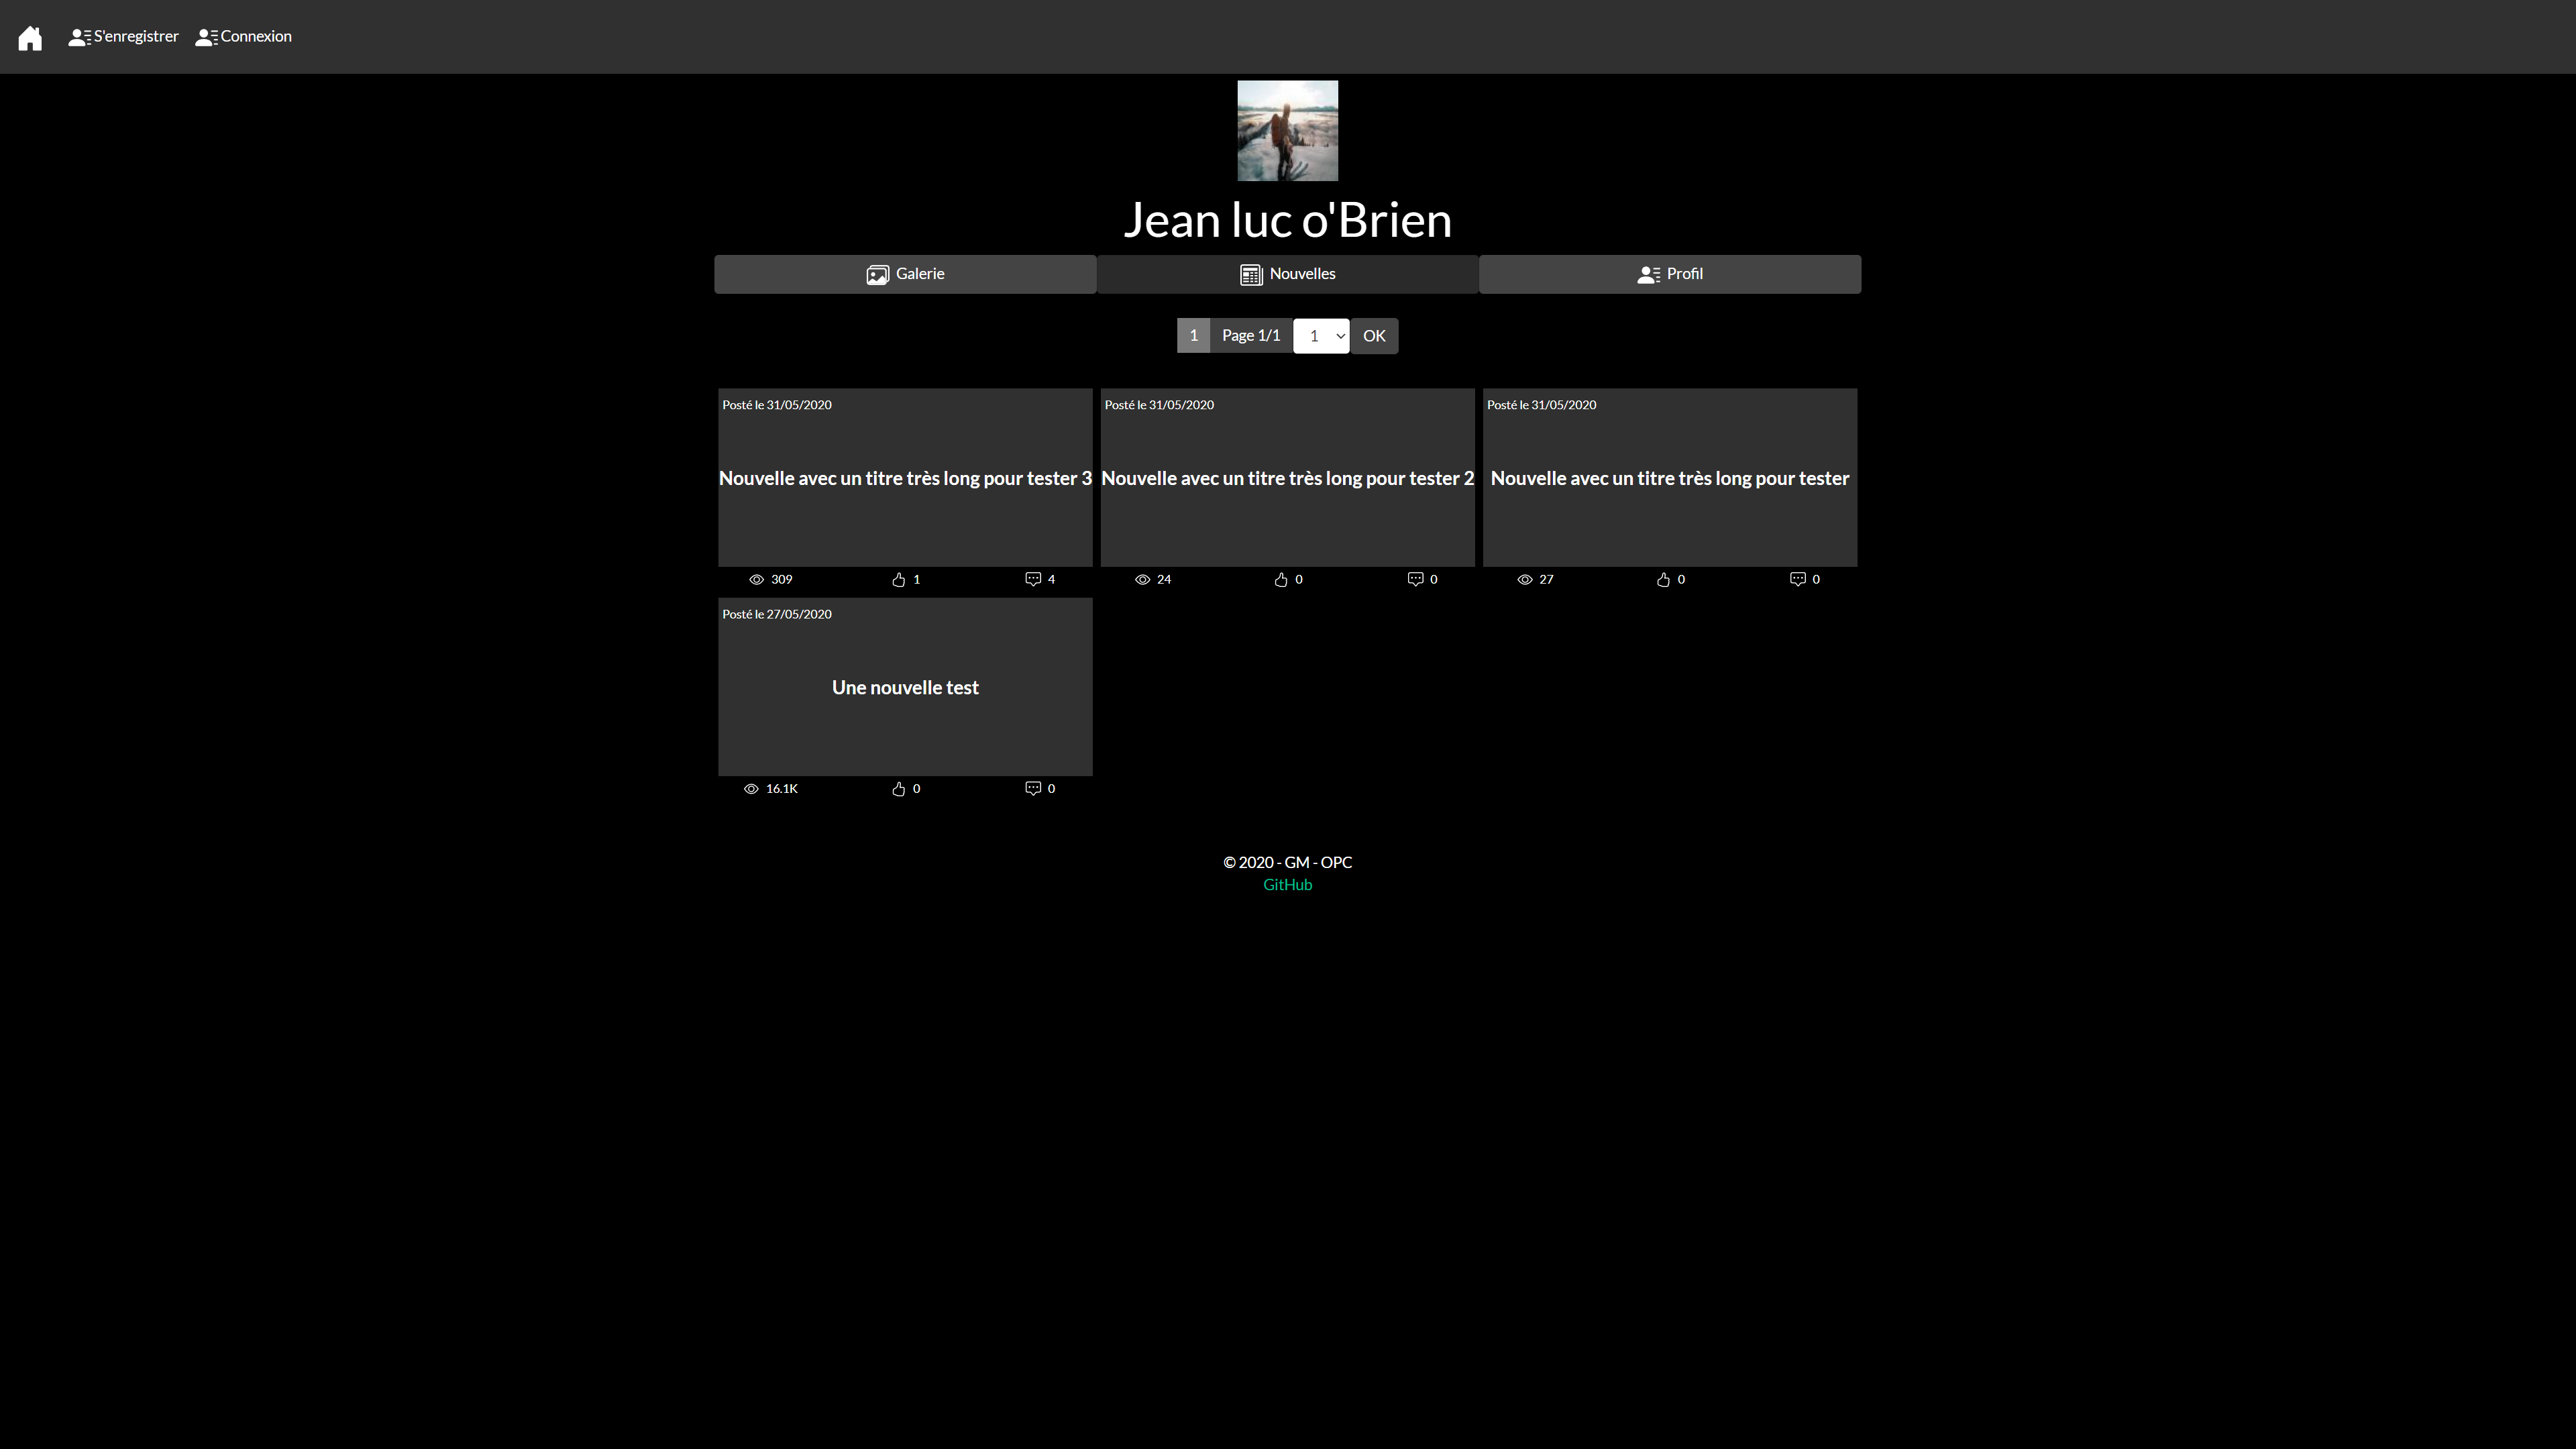 S'enregistrer Connexion
Jean luc o'Brien
Galerie Nouvelles Profil
1 Page 1/1 1 OK
Posté le 31/05/2020 Posté le 31/05/2020 Posté le 31/05/2020
Nouvelle avec un titre très long pour tester 3 Nouvelle avec un titre très long pour tester 2 Nouvelle avec un titre très long pour tester
309 1 4 24 0 0 27 0 0
Posté le 27/05/2020
Une nouvelle test
16.1K 0 0
© 2020 - GM - OPC
GitHub